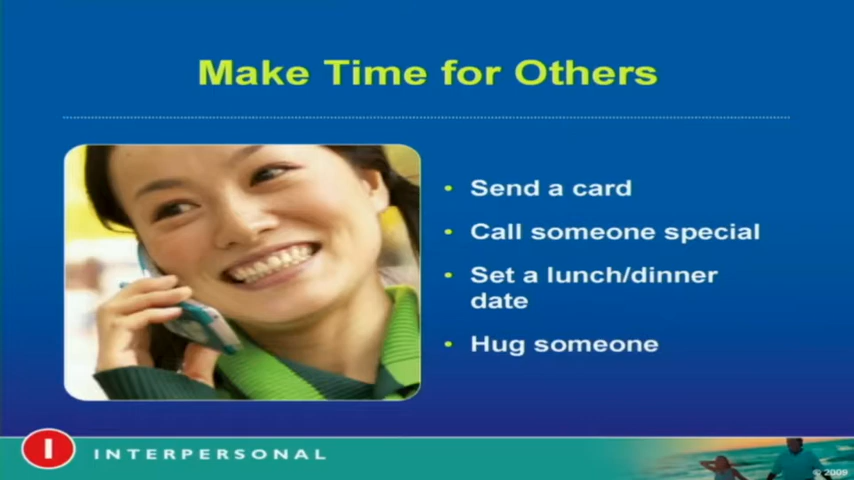 Make Time for Others
• Send a card
• Call someone special
• Set a lunch/dinner
date
• Hug someone
I INTERPERSONAL
© 2009